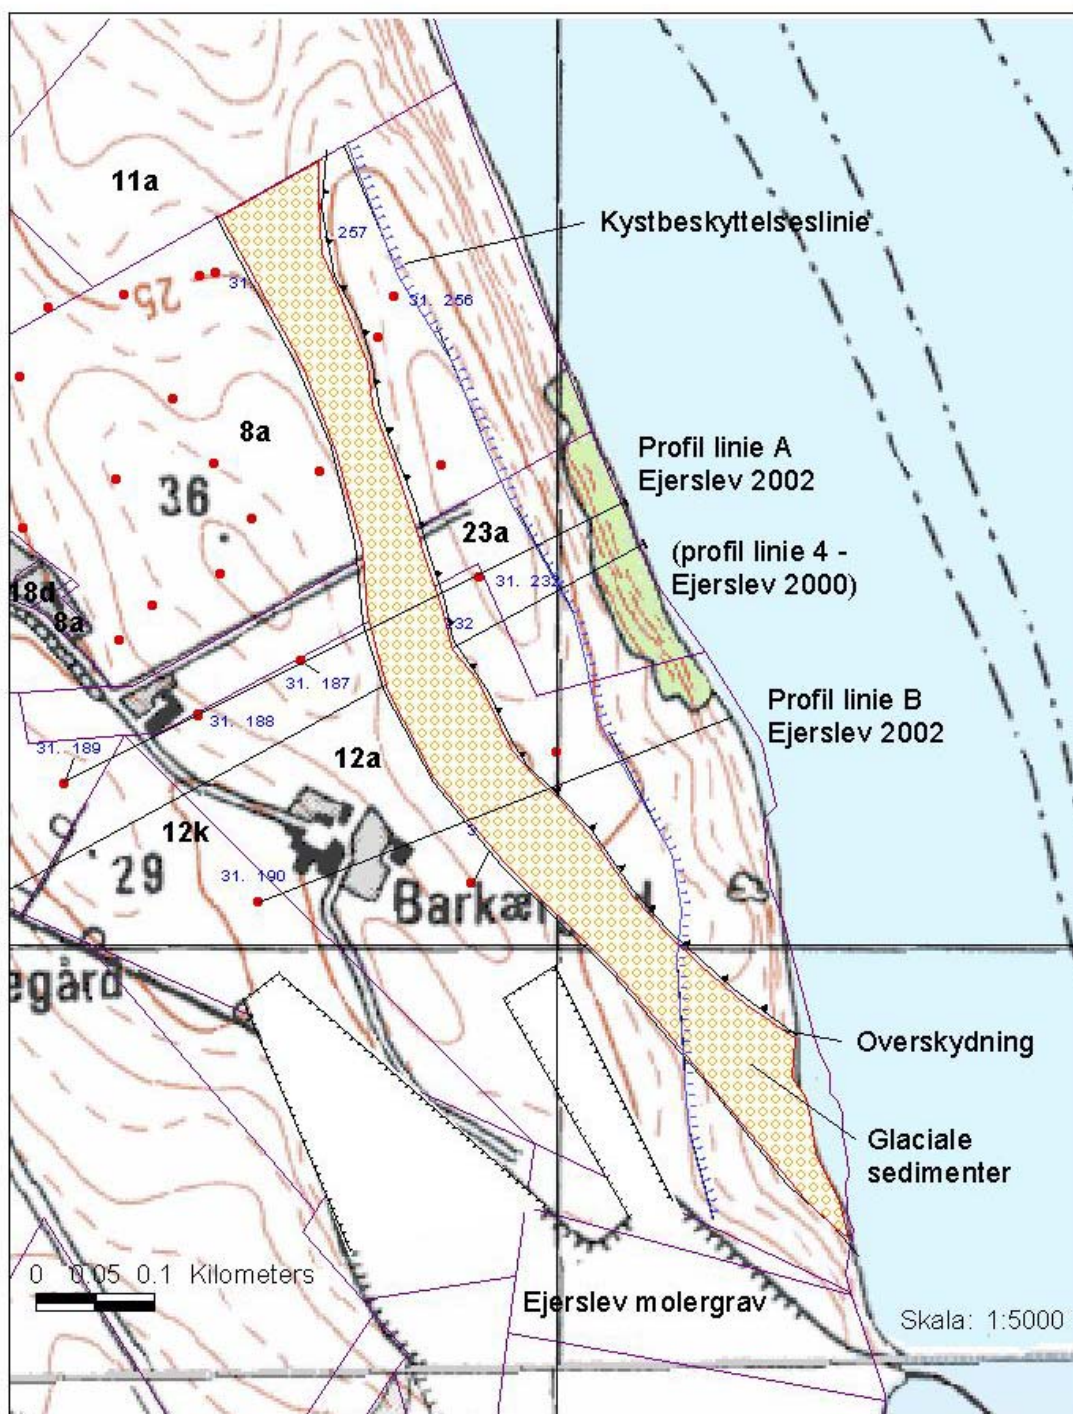 11a
Kystbeskyttelseslinie
257
31.
31. 256
25
8a
Profil linie A
Ejerslev 2002
36
23a
(profil linie 4 -
Ejerslev 2000)
31. 232
18d
8a
31. 187
Profil linie B
Ejerslev 2002
31. 188
31. 189
12a
12k
29
31. 190
Barkær
egård
Overskydning
Glaciale
sedimenter
0 0.05 0.1 Kilometers
Ejerslev molergrav
Skala: 1:5000